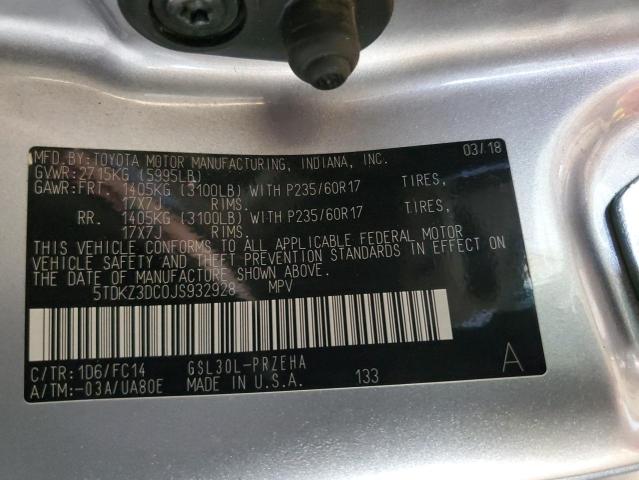 MFD. BY: TOYOTA MOTOR MANUFACTURING, INDIANA, INC. 03/18
GVWR: 2715KG (5995LB)
GAWR: FRT. 1405KG (3100LB) WITH P235/60R17 TIRES,
17X7J RIMS.
RR. 1405KG (3100LB) WITH P235/60R17 TIRES,
17X7J RIMS.
THIS VEHICLE CONFORMS TO ALL APPLICABLE FEDERAL MOTOR
VEHICLE SAFETY AND THEFT PREVENTION STANDARDS IN EFFECT ON
THE DATE OF MANUFACTURE SHOWN ABOVE.
5TDKZ3DC0JS932928 MPV
C/TR: 1D6/FC14 GSL30L-PRZEHA A
A/TM: -03A/UA80E MADE IN U.S.A. 133